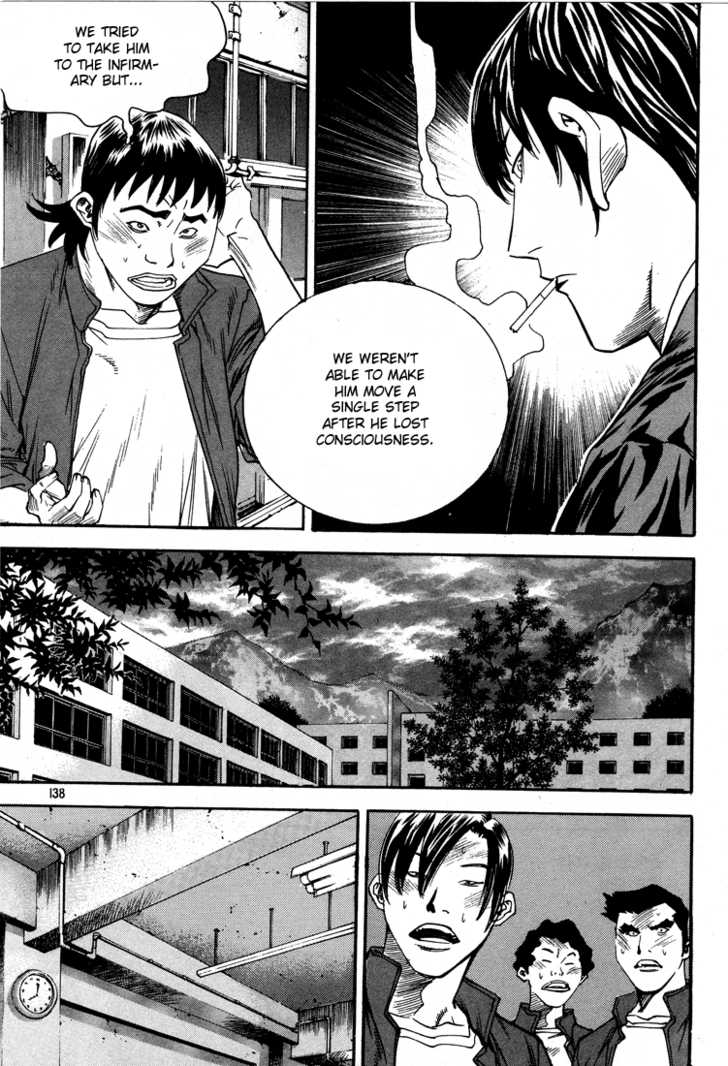 WE TRIED
TO TAKE HIM
TO THE INFIRM-
ARY BUT...
WE WEREN'T
ABLE TO MAKE
HIM MOVE A
SINGLE STEP
AFTER HE LOST
CONSCIOUSNESS.
138